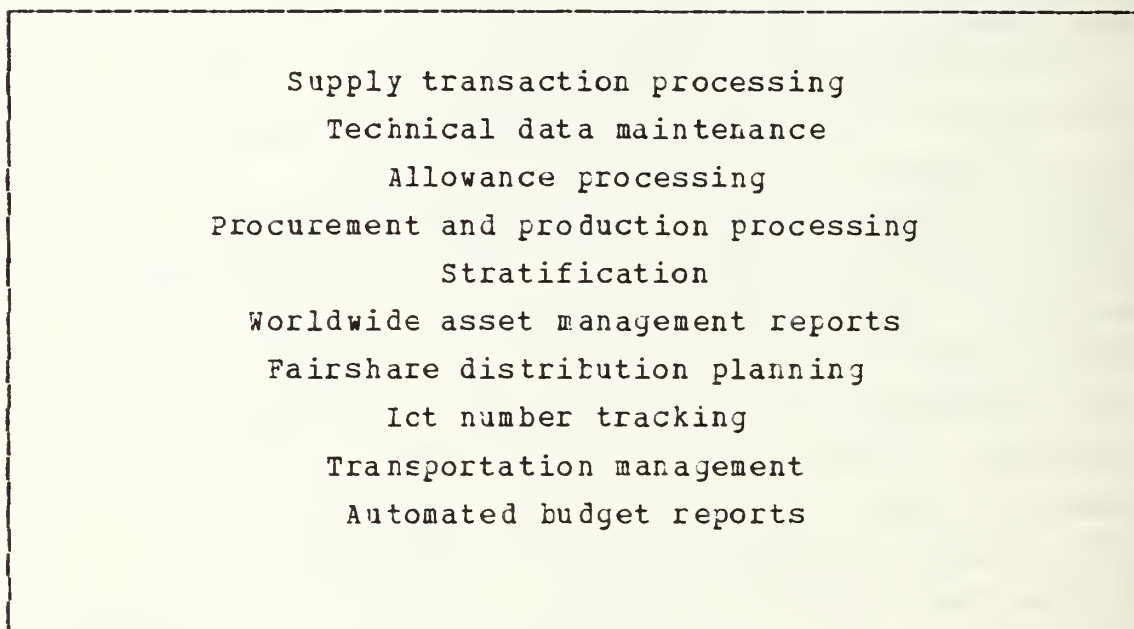 Supply transaction processing
Technical data maintenance
Allowance processing
Procurement and production processing
Stratification
Worldwide asset management reports
Fairshare distribution planning
Lot number tracking
Transportation management
Automated budget reports